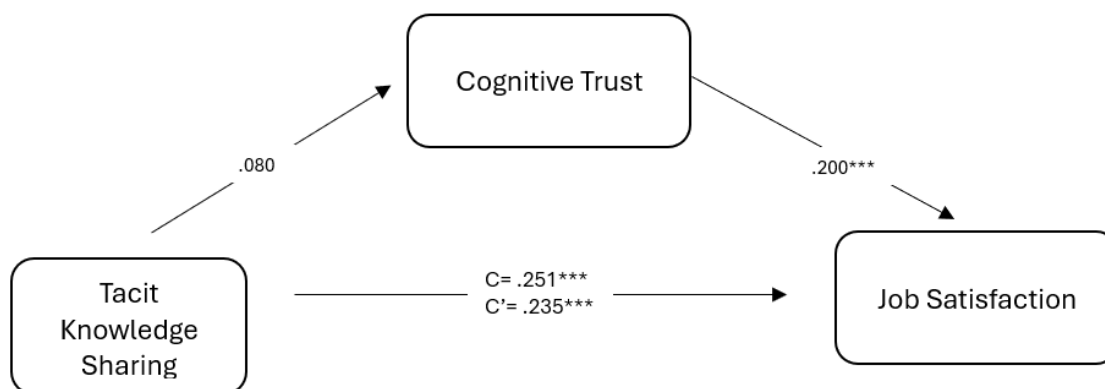 Cognitive Trust
.080
.200***
C= .251***
C’= .235***
Tacit
Knowledge
Sharing
Job Satisfaction